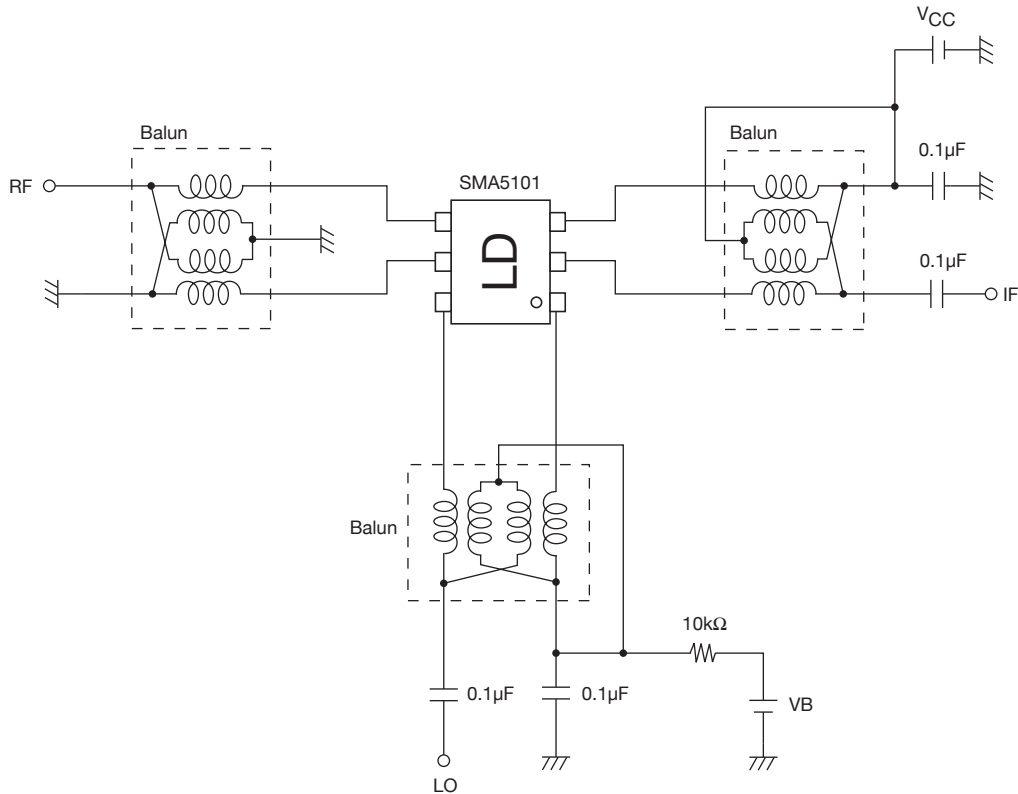 VCC
Balun
Balun
0.1μF
RF
SMA5101
LD
0.1μF
IF
Balun
10kΩ
0.1μF
0.1μF
VB
LO